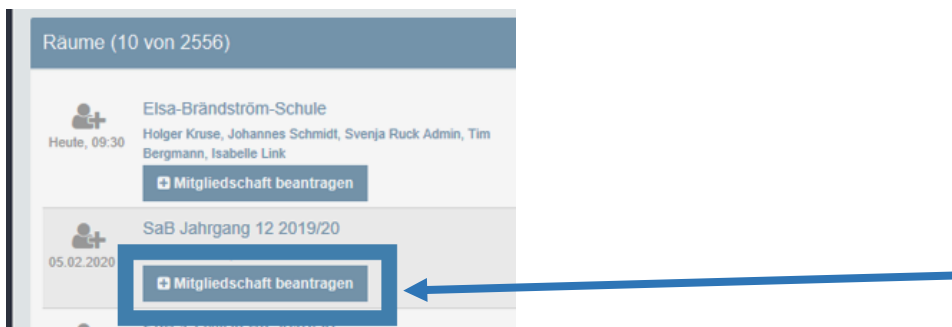 Räume (10 von 2556)
Elsa-Brändström-Schule
Heute, 09:30
Holger Kruse, Johannes Schmidt, Svenja Ruck Admin, Tim
Bergmann, Isabelle Link
Mitgliedschaft beantragen
SaB Jahrgang 12 2019/20
05.02.2020
Mitgliedschaft beantragen